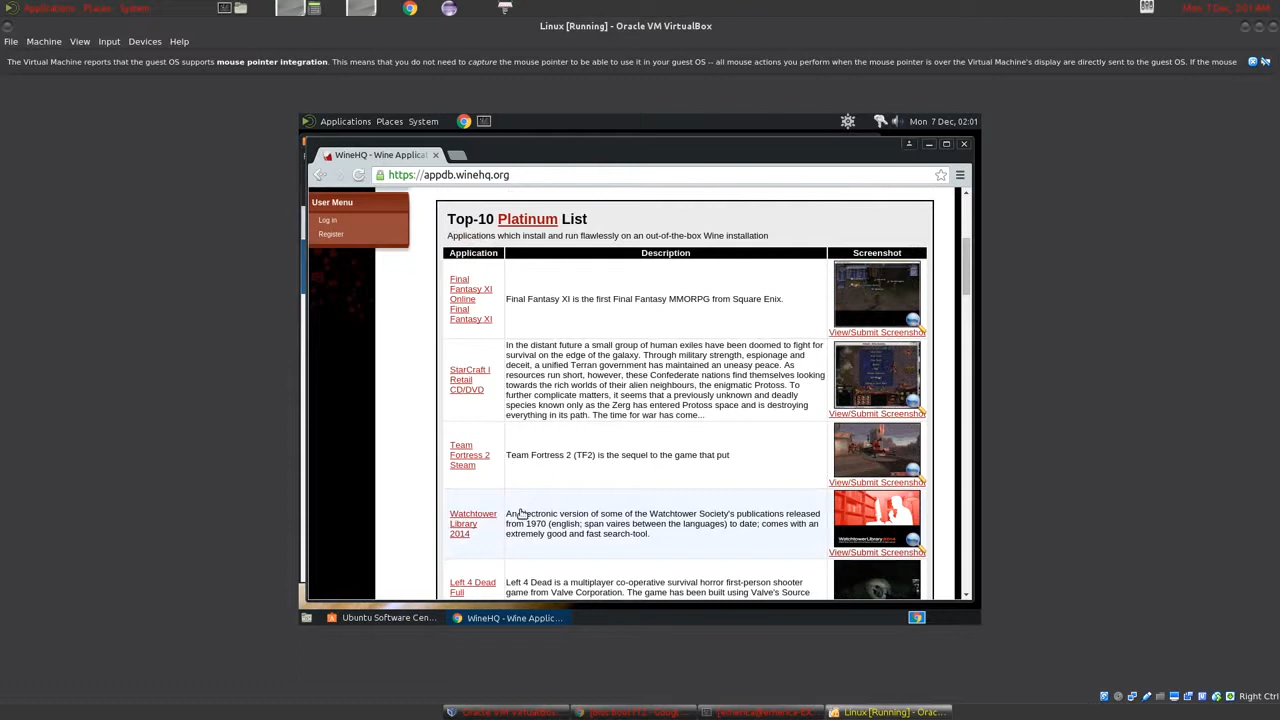 Applications Places System
Mon 7 Dec, 2:01 AM
Linux [Running] - Oracle VM VirtualBox
File Machine View Input Devices Help
The Virtual Machine reports that the guest OS supports mouse pointer integration. This means that you do not need to capture the mouse pointer to be able to use it in your guest OS -- all mouse actions you perform when the mouse pointer is over the Virtual Machine's display are directly sent to the guest OS. If the mouse
Applications Places System
Mon 7 Dec, 02:01
WineHQ - Wine Applicat
https://appdb.winehq.org
User Menu
Log in
Register
Top-10 Platinum List
Applications which install and run flawlessly on an out-of-the-box Wine installation
Application Description Screenshot
Final
Fantasy XI
Online
Final
Fantasy XI
Final Fantasy XI is the first Final Fantasy MMORPG from Square Enix.
View/Submit Screenshot
StarCraft I
Retail
CD/DVD
In the distant future a small group of human exiles have been doomed to fight for
survival on the edge of the galaxy. Through military strength, espionage and
deceit, a unified Terran government has maintained an uneasy peace. As
resources run short, however, these Confederate nations find themselves looking
towards the rich worlds of their alien neighbours, the enigmatic Protoss. To
further complicate matters, it seems that a previously unknown and deadly
species known only as the Zerg has entered Protoss space and is destroying
everything in its path. The time for war has come...
View/Submit Screenshot
Team
Fortress 2
Steam
Team Fortress 2 (TF2) is the sequel to the game that put
View/Submit Screenshot
Watchtower
Library
2014
An electronic version of some of the Watchtower Society's publications released
from 1970 (english; span vaires between the languages) to date; comes with an
extremely good and fast search-tool.
View/Submit Screenshot
Left 4 Dead
Full
Left 4 Dead is a multiplayer co-operative survival horror first-person shooter
game from Valve Corporation. The game has been built using Valve's Source
Ubuntu Software Cen...
WineHQ - Wine Applic...
Right Ctrl
Oracle VM VirtualBox
Linux [Running] - Orac...